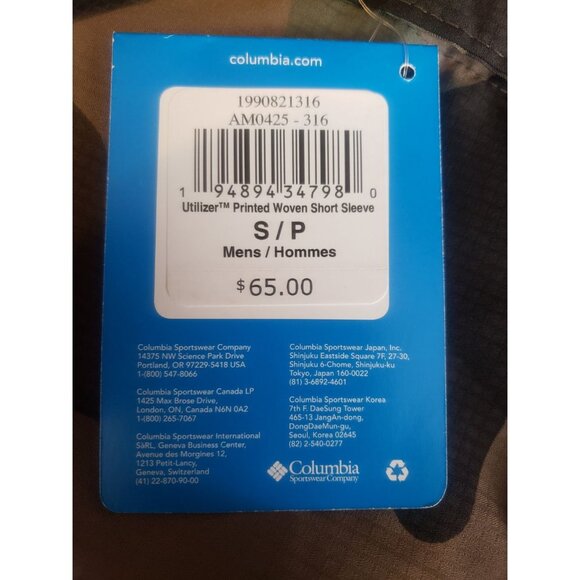 columbia.com
1990821316
AM0425 - 316
1 94894 34798 0
Utilizer™ Printed Woven Short Sleeve
S / P
Mens / Hommes
$65.00
Columbia Sportswear Company
14375 NW Science Park Drive
Portland, OR 97229-5418 USA
1-(800) 547-8066
Columbia Sportswear Canada LP
1425 Max Brose Drive,
London, ON, Canada N6N 0A2
1-(800) 265-7067
Columbia Sportswear International
SàRL, Geneva Business Center,
Avenue des Morgines 12,
1213 Petit-Lancy,
Geneva, Switzerland
(41) 22-870-90-00
Columbia Sportswear Japan, Inc.
Shinjuku Eastside Square 7F, 27-30,
Shinjuku 6-Chome, Shinjuku-ku
Tokyo, Japan 160-0022
(81) 3-6892-4601
Columbia Sportswear Korea
7th F. DaeSung Tower
465-13 JangAn-dong,
DongDaeMun-gu,
Seoul, Korea 02645
(82) 2-540-0277
Columbia
Sportswear Company